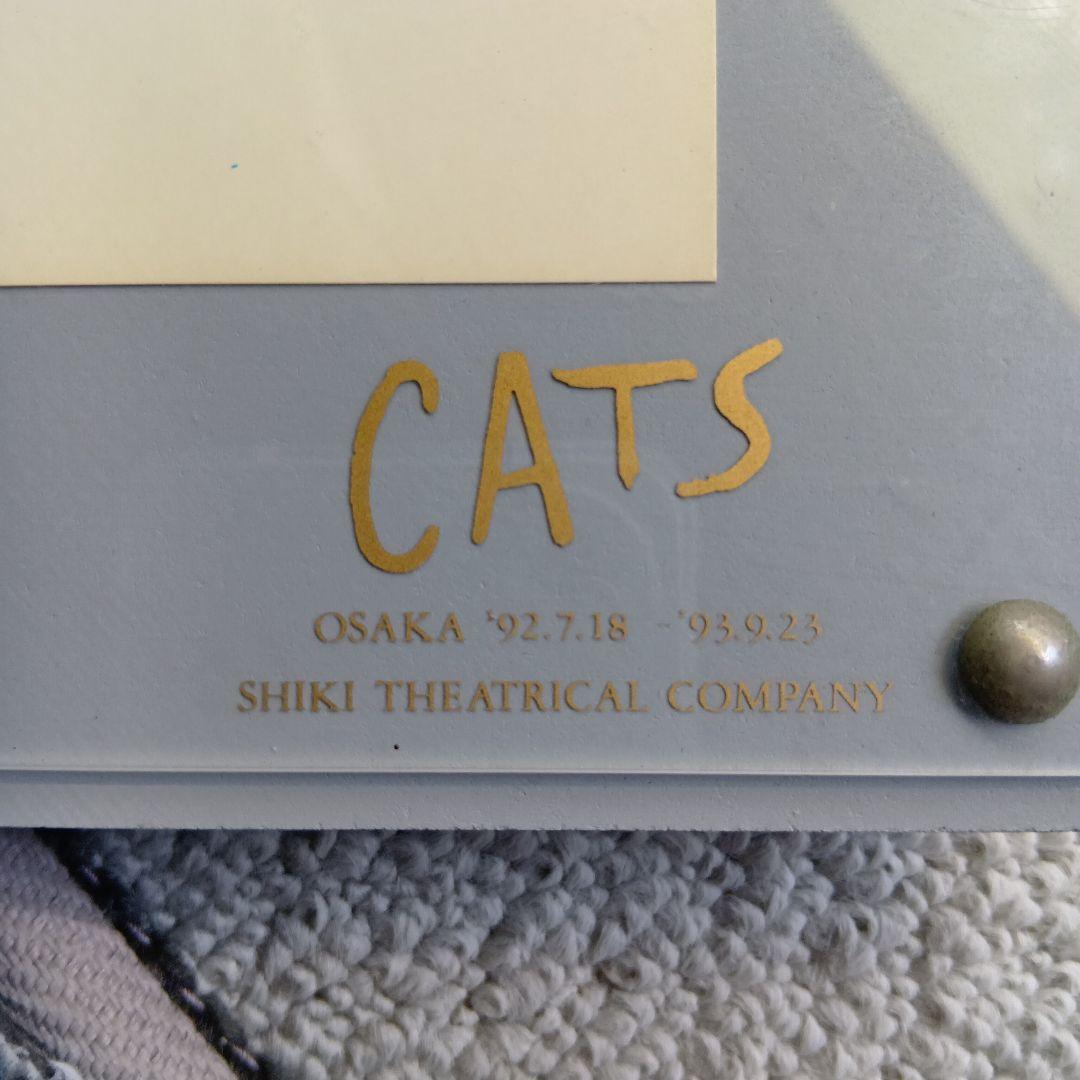 CATS
OSAKA '92.7.18 - '93.9.23
SHIKI THEATRICAL COMPANY